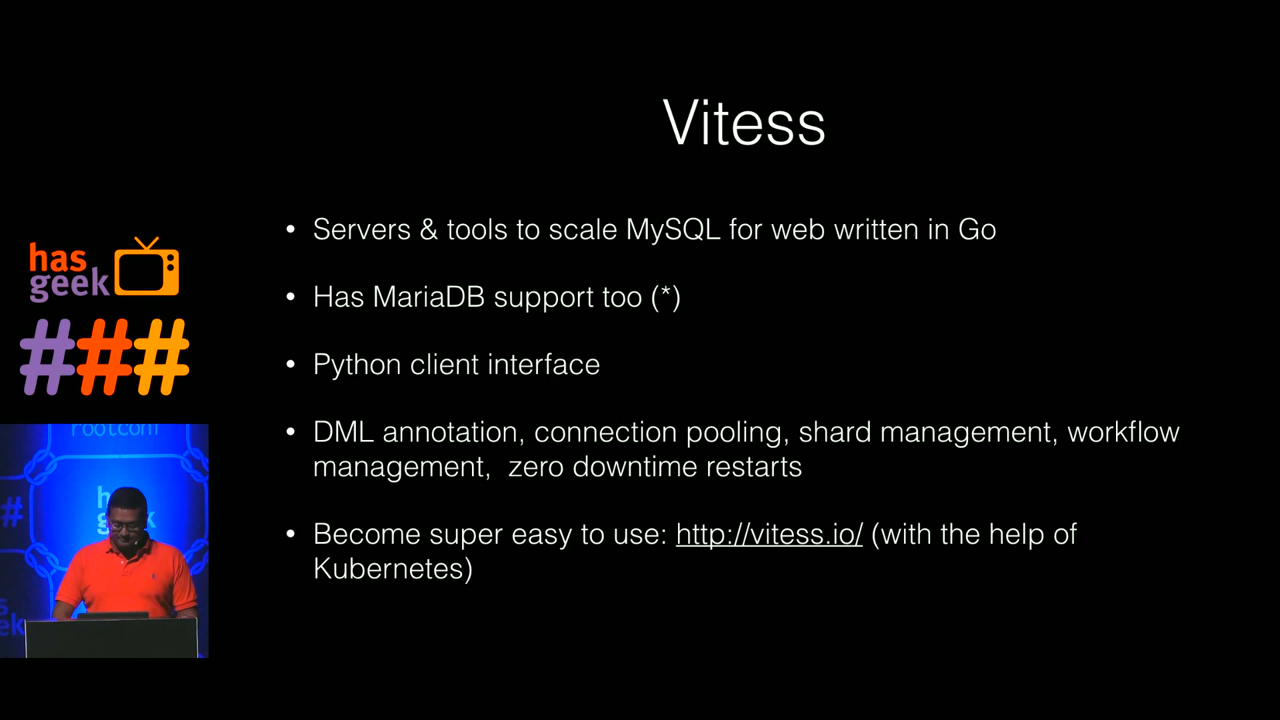 Vitess
• Servers & tools to scale MySQL for web written in Go
• Has MariaDB support too (*)
• Python client interface
• DML annotation, connection pooling, shard management, workflow
management, zero downtime restarts
• Become super easy to use: http://vitess.io/ (with the help of
Kubernetes)
has
geek
###
rootconf
#